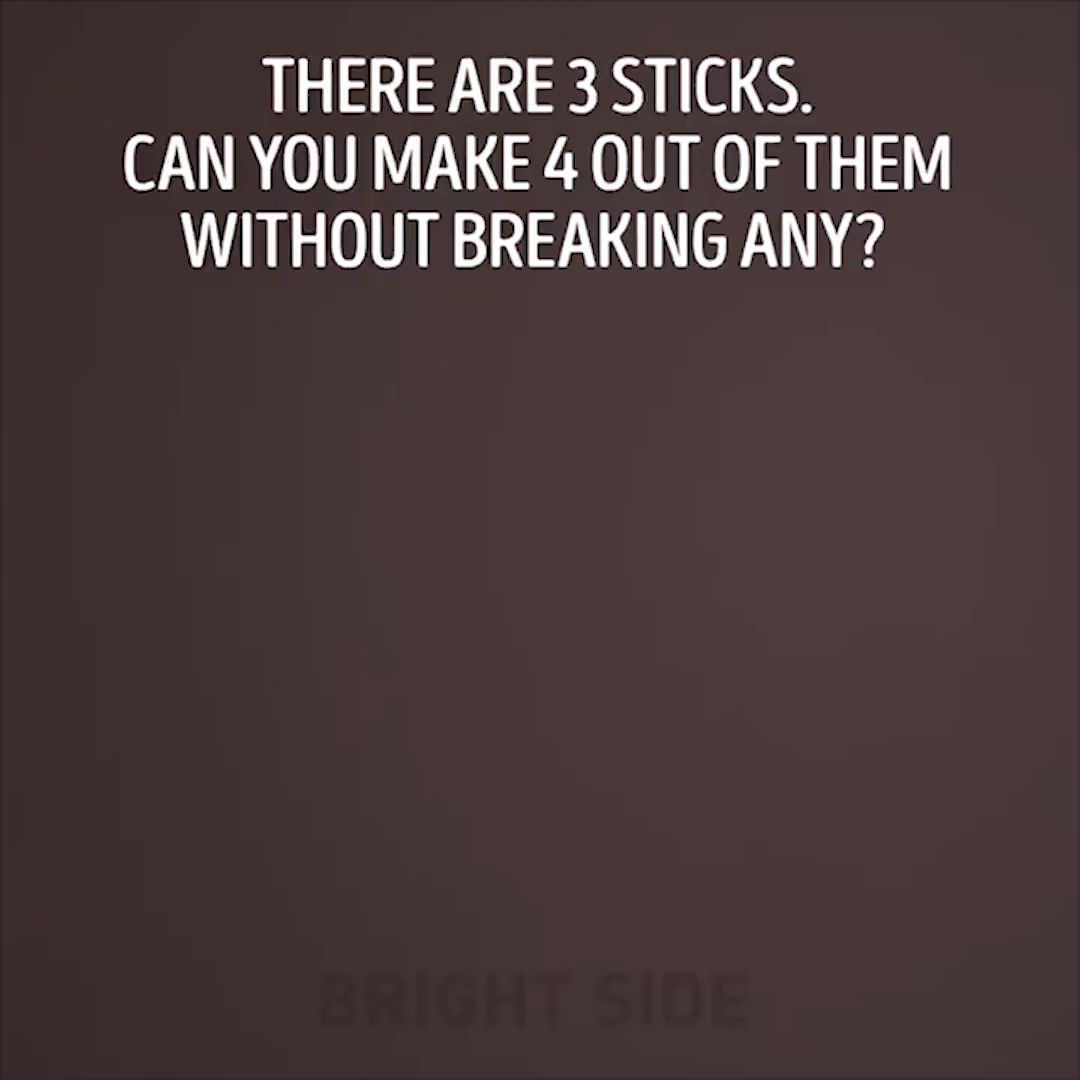 THERE ARE 3 STICKS.
CAN YOU MAKE 4 OUT OF THEM
WITHOUT BREAKING ANY?
BRIGHT SIDE